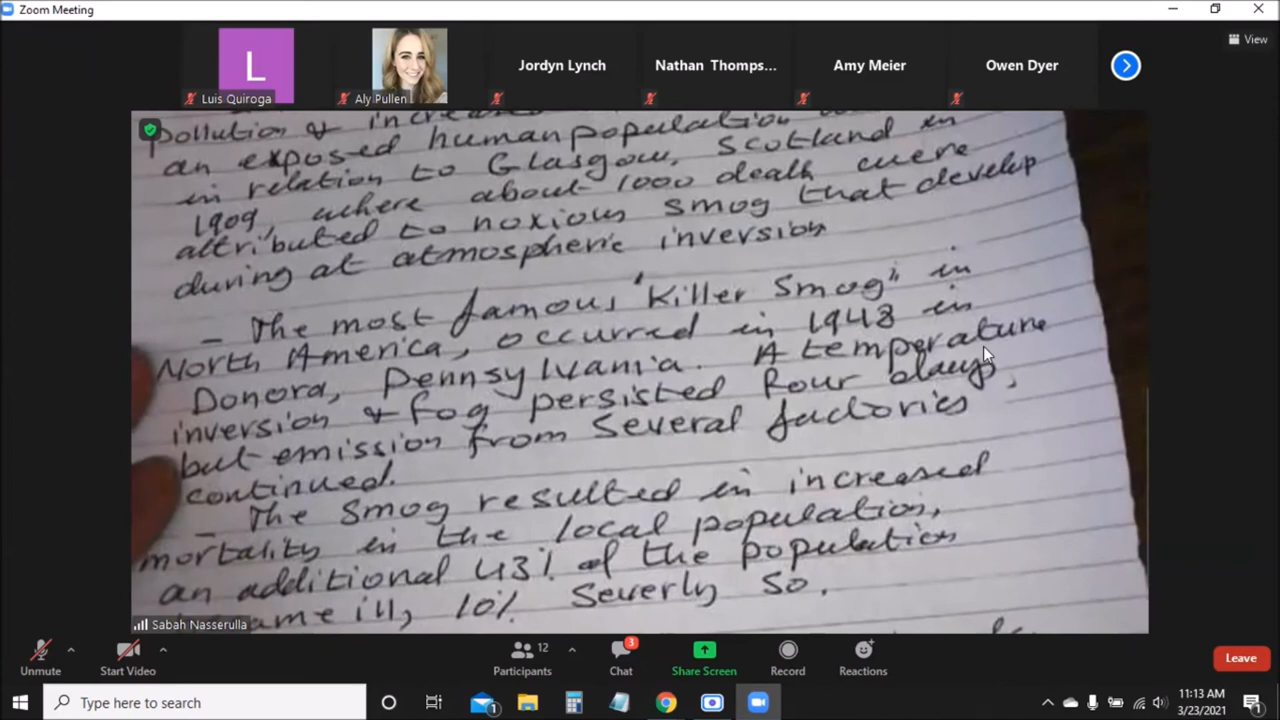 Zoom Meeting
View
L
Luis Quiroga
Aly Pullen
Jordyn Lynch
Nathan Thomps...
Amy Meier
Owen Dyer
pollution & increas
an exposed human population
in relation to Glasgow, Scotland in
1909, where about 1000 death were
attributed to noxious smog that develop
during at atmospheric inversion
- The most famous "Killer Smog" in
North America, occurred in 1948 in
Donora, Pennsylvania. A temperature
inversion & fog persisted four days,
but emission from several factories
continued.
- The smog resulted in increased
mortality in the local population,
an additional 43% of the population
ame ill, 10% Severly so.
Sabah Nasserulla
Unmute
Start Video
12
Participants
3
Chat
Share Screen
Record
Reactions
Leave
Type here to search
1
11:13 AM
3/23/2021
1